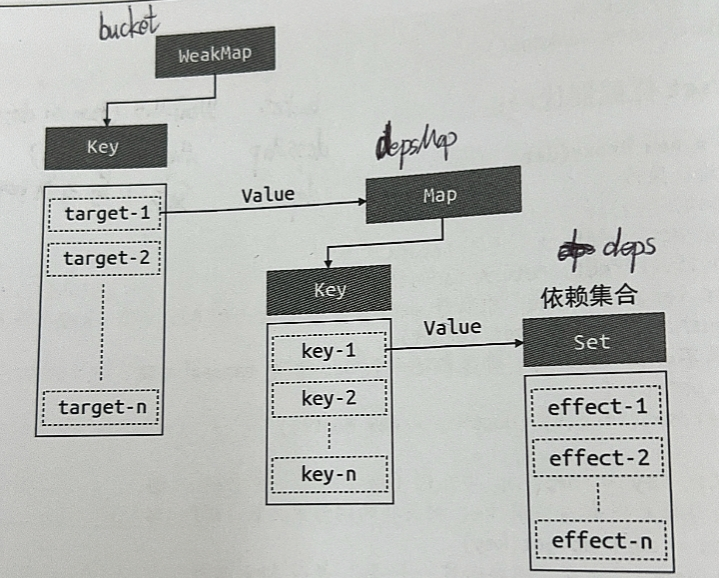 bucket
WeakMap
Key
target-1
target-2
target-n
Value
depsMap
Map
Key
key-1
key-2
key-n
Value
deps
依赖集合
Set
effect-1
effect-2
effect-n